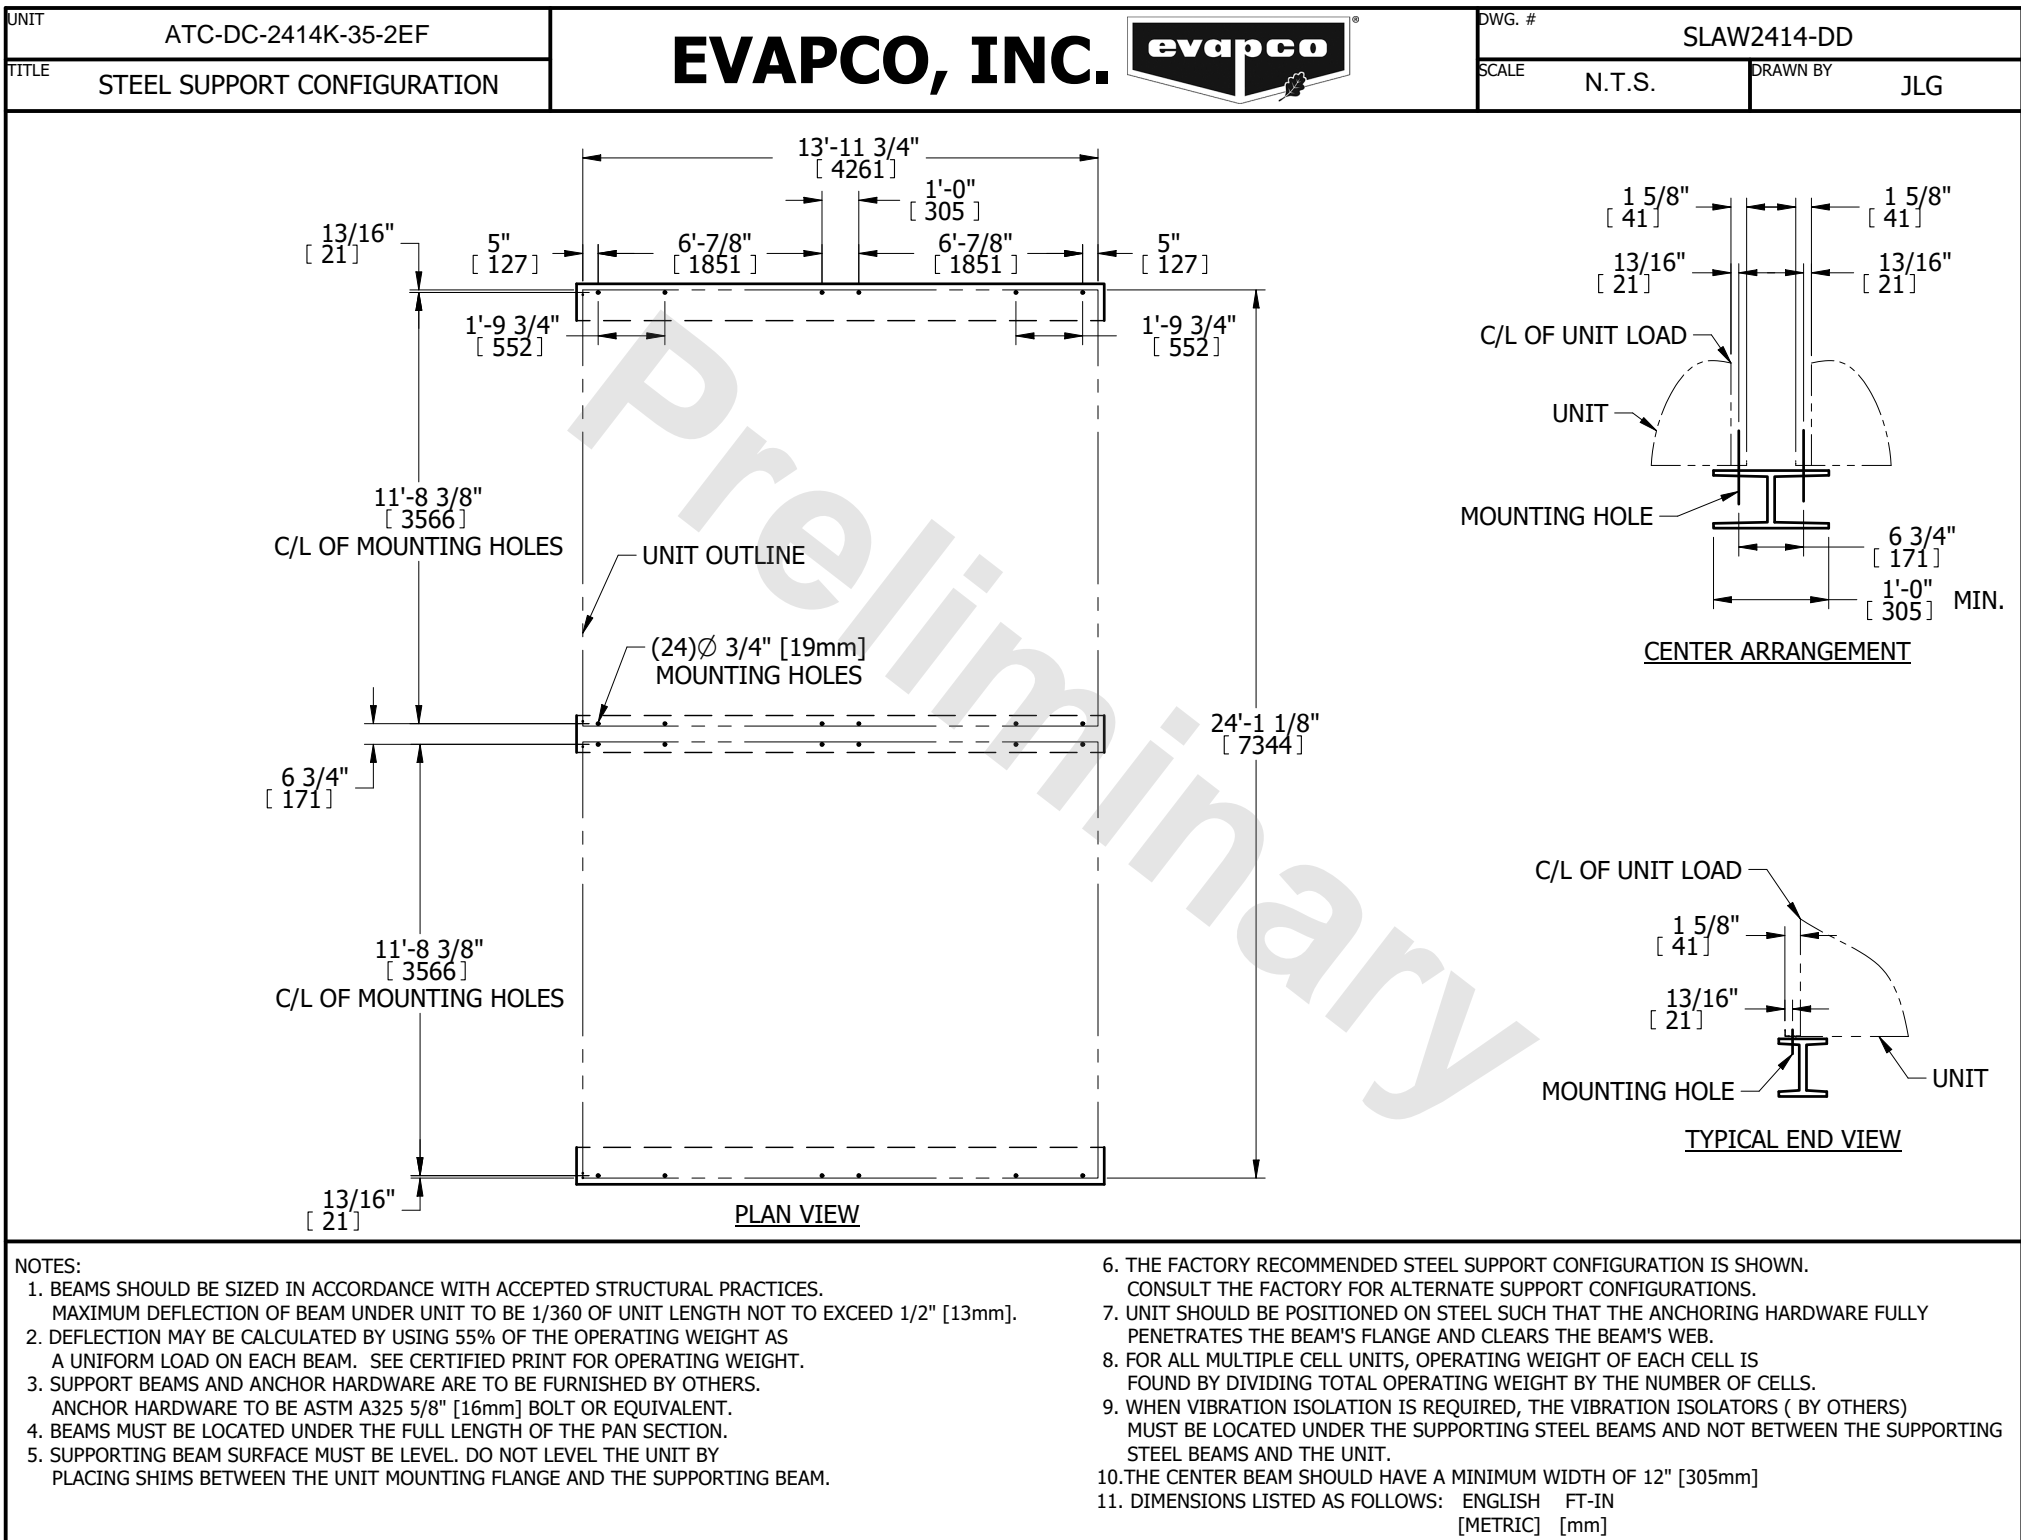 UNIT
ATC-DC-2414K-35-2EF
TITLE
STEEL SUPPORT CONFIGURATION
EVAPCO, INC.
evapco
®
DWG. #
SLAW2414-DD
SCALE
N.T.S.
DRAWN BY
JLG
13'-11 3/4"
[ 4261 ]
1'-0"
[ 305 ]
13/16"
[ 21 ]
5"
[ 127 ]
6'-7/8"
[ 1851 ]
6'-7/8"
[ 1851 ]
5"
[ 127 ]
1'-9 3/4"
[ 552 ]
1'-9 3/4"
[ 552 ]
11'-8 3/8"
[ 3566 ]
C/L OF MOUNTING HOLES
UNIT OUTLINE
(24)∅ 3/4" [19mm]
MOUNTING HOLES
24'-1 1/8"
[ 7344 ]
6 3/4"
[ 171 ]
11'-8 3/8"
[ 3566 ]
C/L OF MOUNTING HOLES
13/16"
[ 21 ]
PLAN VIEW
Preliminary
1 5/8"
[ 41 ]
1 5/8"
[ 41 ]
13/16"
[ 21 ]
13/16"
[ 21 ]
C/L OF UNIT LOAD
UNIT
MOUNTING HOLE
6 3/4"
[ 171 ]
1'-0"
[ 305 ] MIN.
CENTER ARRANGEMENT
C/L OF UNIT LOAD
1 5/8"
[ 41 ]
13/16"
[ 21 ]
MOUNTING HOLE
UNIT
TYPICAL END VIEW
NOTES:
1. BEAMS SHOULD BE SIZED IN ACCORDANCE WITH ACCEPTED STRUCTURAL PRACTICES.
MAXIMUM DEFLECTION OF BEAM UNDER UNIT TO BE 1/360 OF UNIT LENGTH NOT TO EXCEED 1/2" [13mm].
2. DEFLECTION MAY BE CALCULATED BY USING 55% OF THE OPERATING WEIGHT AS
A UNIFORM LOAD ON EACH BEAM. SEE CERTIFIED PRINT FOR OPERATING WEIGHT.
3. SUPPORT BEAMS AND ANCHOR HARDWARE ARE TO BE FURNISHED BY OTHERS.
ANCHOR HARDWARE TO BE ASTM A325 5/8" [16mm] BOLT OR EQUIVALENT.
4. BEAMS MUST BE LOCATED UNDER THE FULL LENGTH OF THE PAN SECTION.
5. SUPPORTING BEAM SURFACE MUST BE LEVEL. DO NOT LEVEL THE UNIT BY
PLACING SHIMS BETWEEN THE UNIT MOUNTING FLANGE AND THE SUPPORTING BEAM.
6. THE FACTORY RECOMMENDED STEEL SUPPORT CONFIGURATION IS SHOWN.
CONSULT THE FACTORY FOR ALTERNATE SUPPORT CONFIGURATIONS.
7. UNIT SHOULD BE POSITIONED ON STEEL SUCH THAT THE ANCHORING HARDWARE FULLY
PENETRATES THE BEAM'S FLANGE AND CLEARS THE BEAM'S WEB.
8. FOR ALL MULTIPLE CELL UNITS, OPERATING WEIGHT OF EACH CELL IS
FOUND BY DIVIDING TOTAL OPERATING WEIGHT BY THE NUMBER OF CELLS.
9. WHEN VIBRATION ISOLATION IS REQUIRED, THE VIBRATION ISOLATORS ( BY OTHERS)
MUST BE LOCATED UNDER THE SUPPORTING STEEL BEAMS AND NOT BETWEEN THE SUPPORTING
STEEL BEAMS AND THE UNIT.
10.THE CENTER BEAM SHOULD HAVE A MINIMUM WIDTH OF 12" [305mm]
11. DIMENSIONS LISTED AS FOLLOWS: ENGLISH FT-IN
[METRIC] [mm]